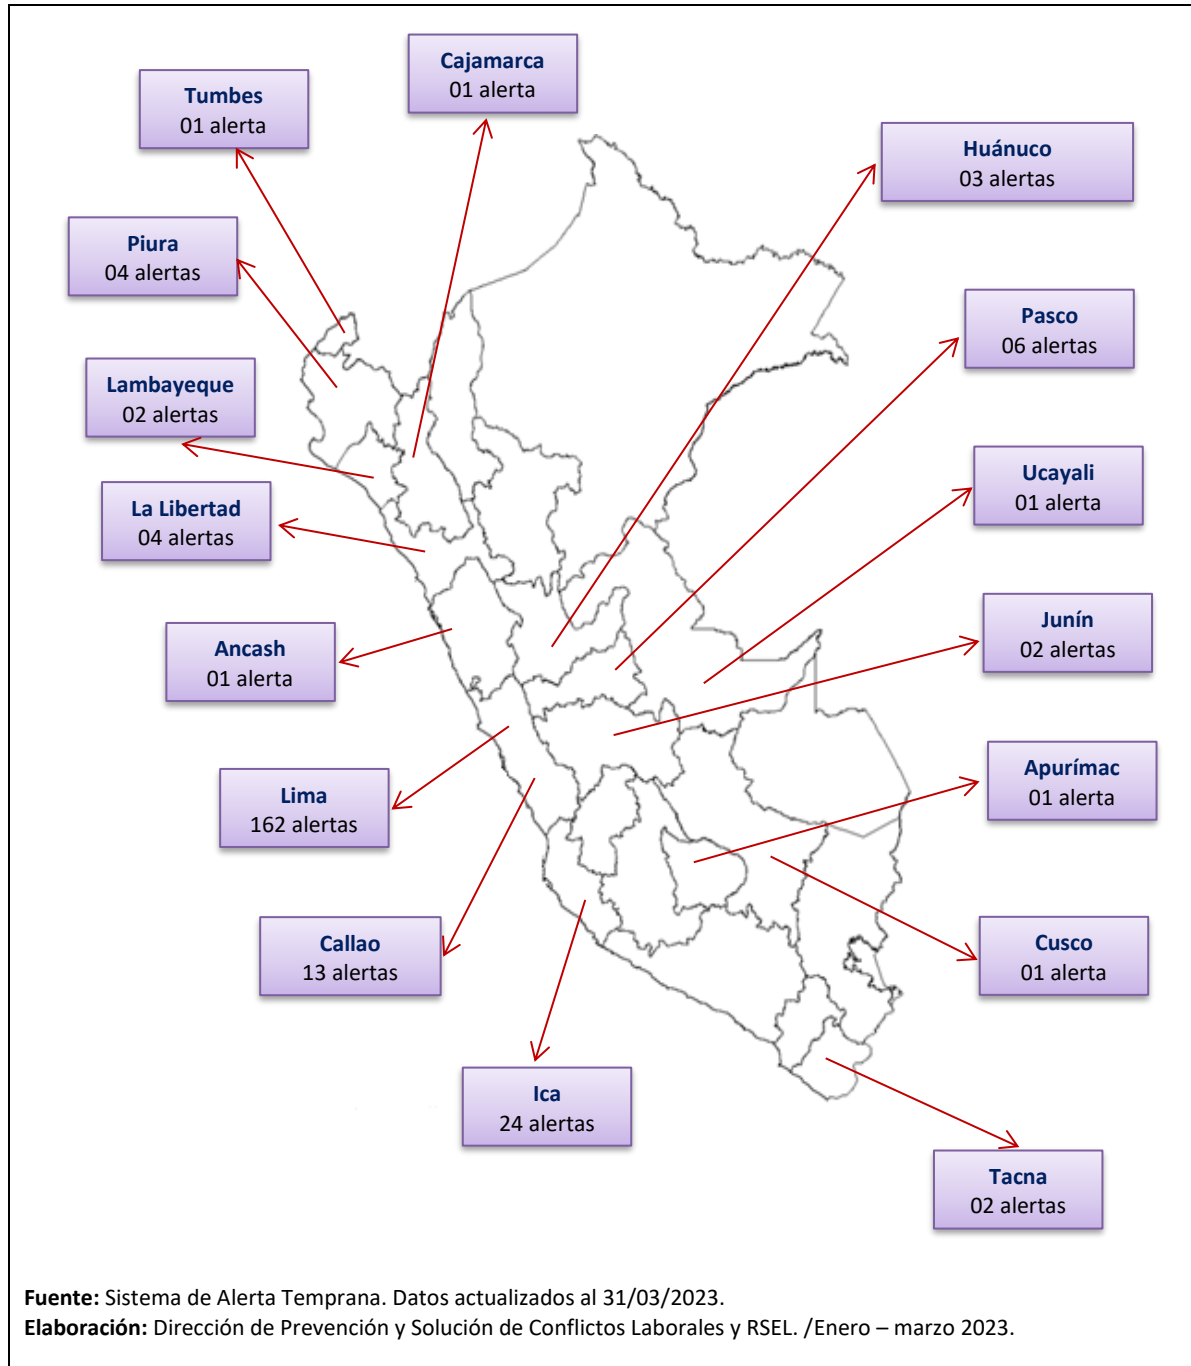 Cajamarca
01 alerta
Tumbes
01 alerta
Huánuco
03 alertas
Piura
04 alertas
Pasco
06 alertas
Lambayeque
02 alertas
Ucayali
01 alerta
La Libertad
04 alertas
Junín
02 alertas
Ancash
01 alerta
Apurímac
01 alerta
Lima
162 alertas
Callao
13 alertas
Cusco
01 alerta
Ica
24 alertas
Tacna
02 alertas
Fuente: Sistema de Alerta Temprana. Datos actualizados al 31/03/2023.
Elaboración: Dirección de Prevención y Solución de Conflictos Laborales y RSEL. /Enero – marzo 2023.